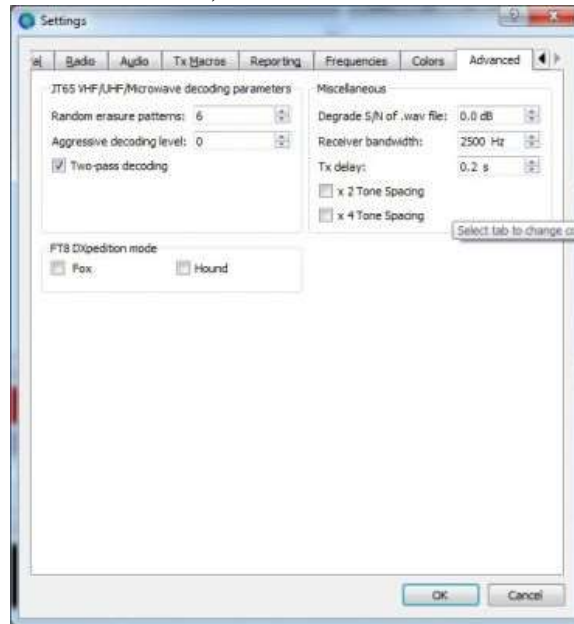 Settings
al Radio Audio Tx Macros Reporting Frequencies Colors Advanced
JT65 VHF/UHF/Microwave decoding parameters
Random erasure patterns: 6
Aggressive decoding level: 0
Two-pass decoding
Miscellaneous
Degrade S/N of .wav file: 0.0 dB
Receiver bandwidth: 2500 Hz
Tx delay: 0.2 s
x 2 Tone Spacing
x 4 Tone Spacing
Select tab to change co
FT8 DXpedition mode
Fox Hound
OK Cancel